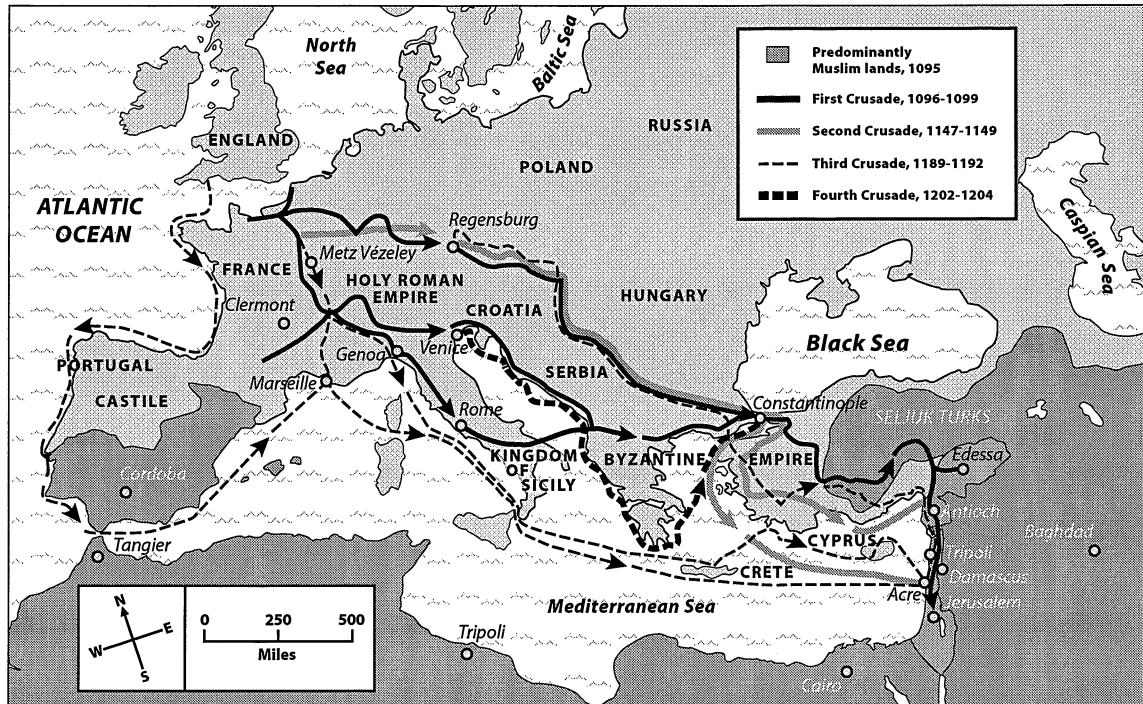 North
Sea
Baltic Sea
Predominantly
Muslim lands, 1095
First Crusade, 1096-1099
Second Crusade, 1147-1149
Third Crusade, 1189-1192
Fourth Crusade, 1202-1204
ENGLAND
RUSSIA
POLAND
ATLANTIC
OCEAN
Regensburg
Caspian Sea
Metz Vézeley
FRANCE
HOLY ROMAN
EMPIRE
HUNGARY
Clermont
CROATIA
Black Sea
Genoa
Venice
PORTUGAL
SERBIA
Marseille
CASTILE
Rome
Constantinople
SELJUK TURKS
KINGDOM
OF
SICILY
BYZANTINE
EMPIRE
Edessa
Cordoba
Antioch
Tangier
CYPRUS
Baghdad
Tripoli
CRETE
Damascus
Acre
Jerusalem
Mediterranean Sea
N
E
W
S
0
250
500
Miles
Tripoli
Cairo